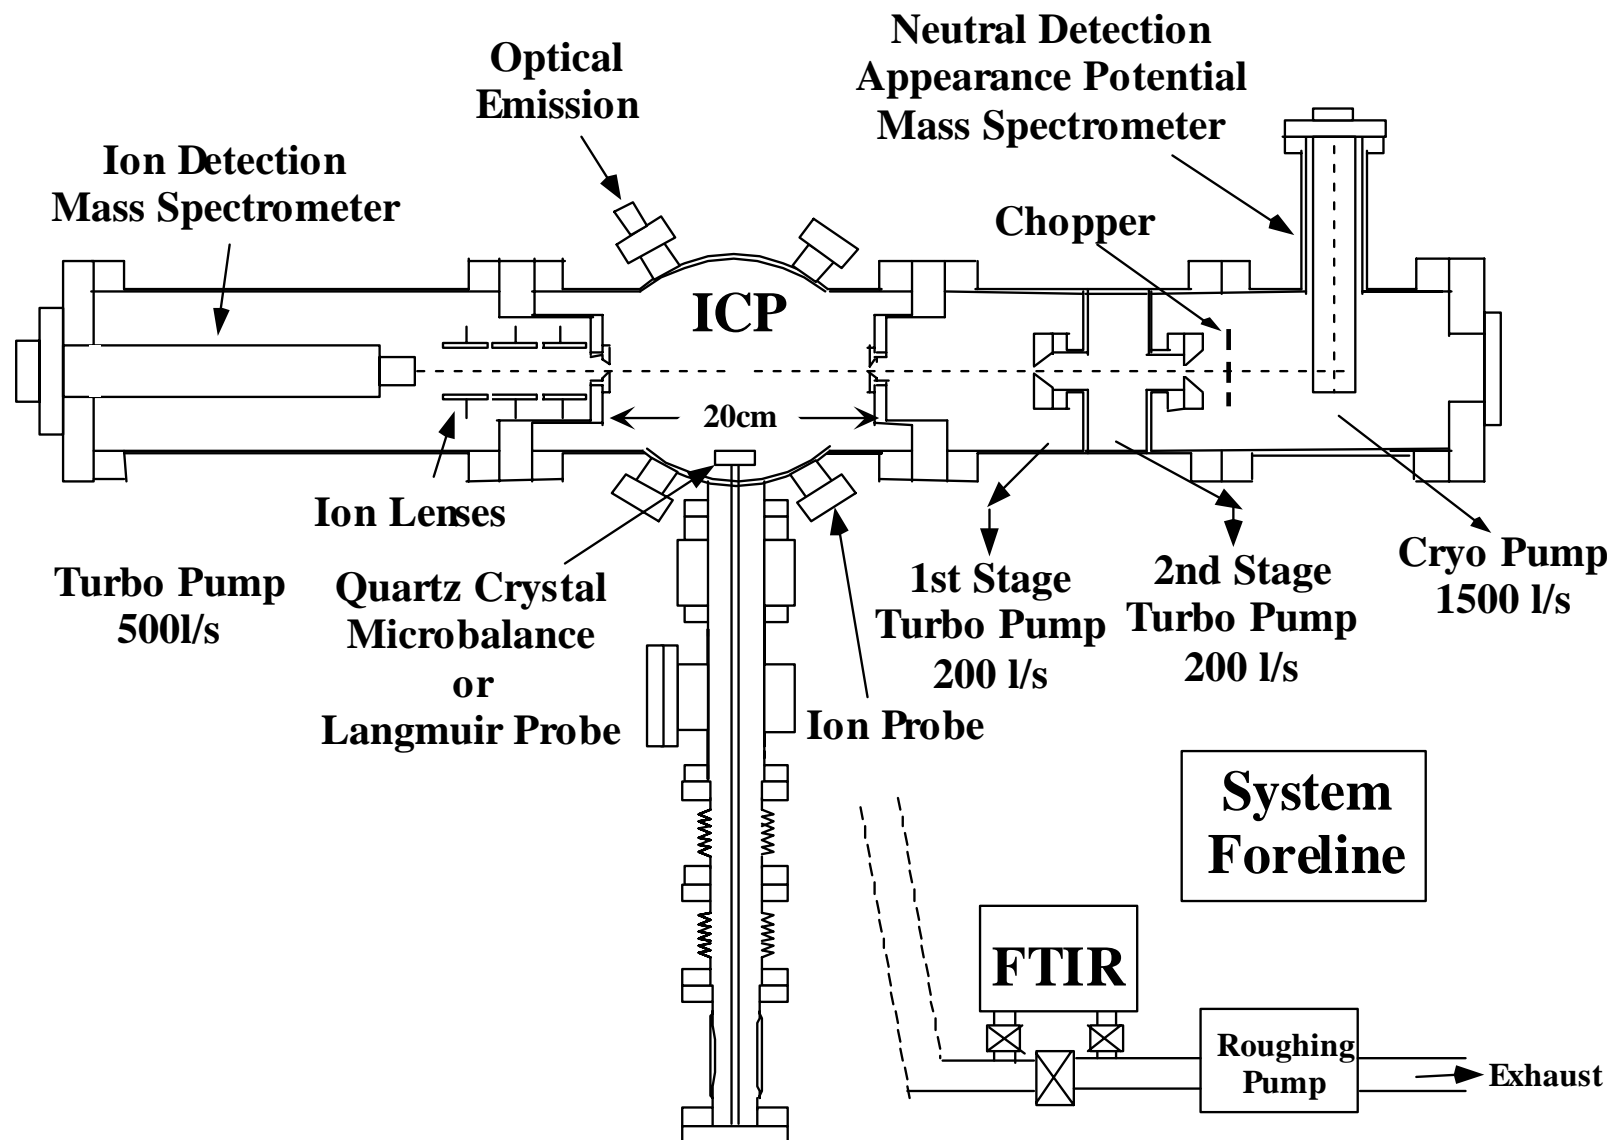 Neutral Detection
Appearance Potential
Mass Spectrometer
Optical
Emission
Ion Detection
Mass Spectrometer
Chopper
ICP
20cm
Ion Lenses
Turbo Pump
500l/s
Quartz Crystal
Microbalance
or
Langmuir Probe
Ion Probe
1st Stage
Turbo Pump
200 l/s
2nd Stage
Turbo Pump
200 l/s
Cryo Pump
1500 l/s
System
Foreline
FTIR
Roughing
Pump
Exhaust